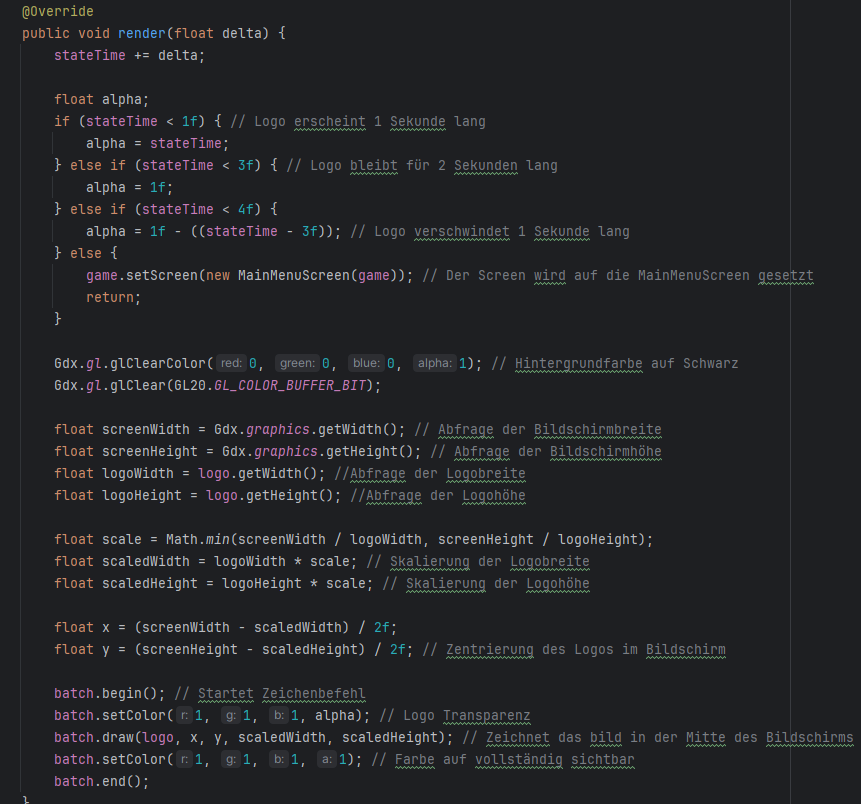 @Override
public void render(float delta) {
    stateTime += delta;

    float alpha;
    if (stateTime < 1f) { // Logo erscheint 1 Sekunde lang
        alpha = stateTime;
    } else if (stateTime < 3f) { // Logo bleibt für 2 Sekunden lang
        alpha = 1f;
    } else if (stateTime < 4f) {
        alpha = 1f - ((stateTime - 3f)); // Logo verschwindet 1 Sekunde lang
    } else {
        game.setScreen(new MainMenuScreen(game)); // Der Screen wird auf die MainMenuScreen gesetzt
        return;
    }

    Gdx.gl.glClearColor( red: 0, green: 0, blue: 0, alpha: 1); // Hintergrundfarbe auf Schwarz
    Gdx.gl.glClear(GL20.GL_COLOR_BUFFER_BIT);

    float screenWidth = Gdx.graphics.getWidth(); // Abfrage der Bildschirmbreite
    float screenHeight = Gdx.graphics.getHeight(); // Abfrage der Bildschirmhöhe
    float logoWidth = logo.getWidth(); //Abfrage der Logobreite
    float logoHeight = logo.getHeight(); //Abfrage der Logohöhe

    float scale = Math.min(screenWidth / logoWidth, screenHeight / logoHeight);
    float scaledWidth = logoWidth * scale; // Skalierung der Logobreite
    float scaledHeight = logoHeight * scale; // Skalierung der Logohöhe

    float x = (screenWidth - scaledWidth) / 2f;
    float y = (screenHeight - scaledHeight) / 2f; // Zentrierung des Logos im Bildschirm

    batch.begin(); // Startet Zeichenbefehl
    batch.setColor( r: 1, g: 1, b: 1, alpha); // Logo Transparenz
    batch.draw(logo, x, y, scaledWidth, scaledHeight); // Zeichnet das bild in der Mitte des Bildschirms
    batch.setColor( r: 1, g: 1, b: 1, a: 1); // Farbe auf vollständig sichtbar
    batch.end();
}